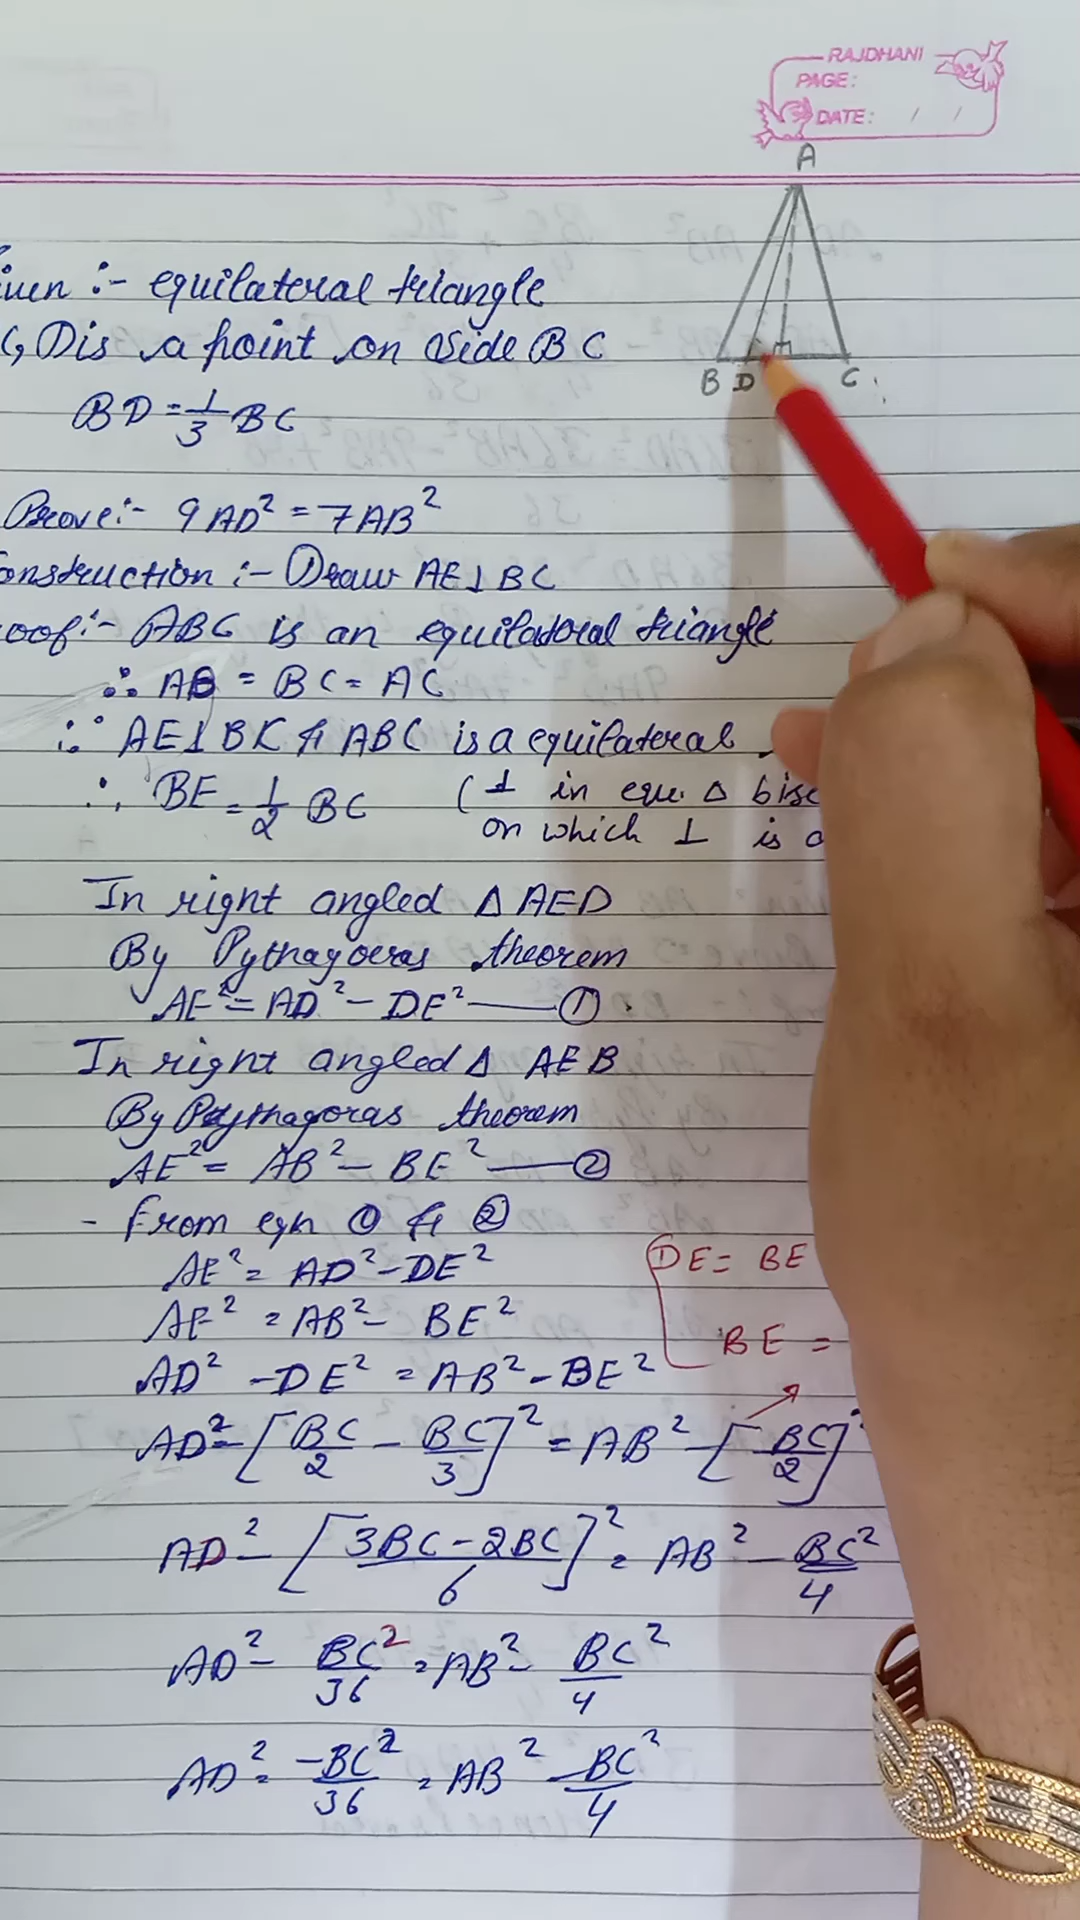 RAJDHANI
PAGE:
DATE: / /
A
B D C
:- equilateral triangle
D is a point on side BC
BD = 1/3 BC
Prove:- 9AD² = 7AB²
:- Draw AE⊥BC
:- ABC is an equilateral triangle
∴ AB = BC = AC
∵ AE⊥BC & ABC is a equilateral
∴ BE = 1/2 BC (⊥ in equ. Δ
on which ⊥ is
In right angled Δ AED
By Pythagoras theorem
AE² = AD² - DE² — ①
In right angled Δ AEB
By Pythagoras theorem
AE² = AB² - BE² — ②
- From eqn ① & ②
AE² = AD² - DE²
DE = BE
AE² = AB² - BE²
BE =
AD² - DE² = AB² - BE²
AD² - [BC/2 - BC/3]² = AB² - [BC/2]²
AD² - [3BC - 2BC/6]² = AB² - BC²/4
AD² - BC²/36 = AB² - BC²/4
AD² = -BC²/36 = AB² - BC²/4